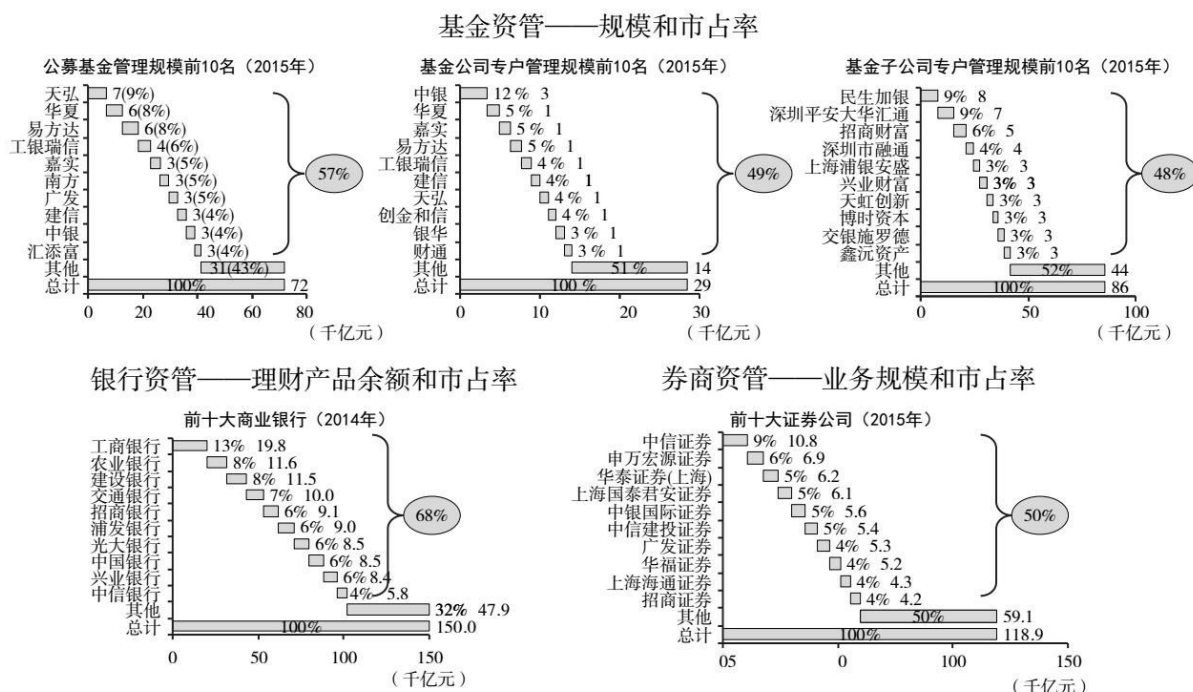 基金资管——规模和市占率
公募基金管理规模前10名（2015年）
天弘 7(9%)
华夏 6(8%)
易方达 6(8%)
工银瑞信 4(6%)
嘉实 3(5%)
南方 3(5%)
广发 3(5%)
建信 3(4%)
中银 3(4%)
汇添富 3(4%)
其他 31(43%)
总计 100% 72
57%
0 20 40 60 80
（千亿元）
基金公司专户管理规模前10名（2015年）
中银 12 % 3
华夏 5 % 1
嘉实 5 % 1
易方达 5 % 1
工银瑞信 4 % 1
建信 4% 1
天弘 4 % 1
创金和信 4 % 1
银华 3 % 1
财通 3 % 1
其他 51 % 14
总计 100 % 29
49%
0 10 20 30
（千亿元）
基金子公司专户管理规模前10名（2015年）
民生加银 9% 8
深圳平安大华汇通 9% 7
招商财富 6% 5
深圳市融通 4% 4
上海浦银安盛 3% 3
兴业财富 3% 3
天虹创新 3% 3
博时资本 3% 3
交银施罗德 3% 3
鑫沅资产 3% 3
其他 52% 44
总计 100% 86
48%
0 50 100
（千亿元）
银行资管——理财产品余额和市占率
前十大商业银行（2014年）
工商银行 13% 19.8
农业银行 8% 11.6
建设银行 8% 11.5
交通银行 7% 10.0
招商银行 6% 9.1
浦发银行 6% 9.0
光大银行 6% 8.5
中国银行 6% 8.5
兴业银行 6% 8.4
中信银行 4% 5.8
其他 32% 47.9
总计 100% 150.0
68%
0 50 100 150
（千亿元）
券商资管——业务规模和市占率
前十大证券公司（2015年）
中信证券 9% 10.8
申万宏源证券 6% 6.9
华泰证券(上海) 5% 6.2
上海国泰君安证券 5% 6.1
中银国际证券 5% 5.6
中信建投证券 5% 5.4
广发证券 4% 5.3
华福证券 4% 5.2
上海海通证券 4% 4.3
招商证券 4% 4.2
其他 50% 59.1
总计 100% 118.9
50%
05 0 100 150
（千亿元）